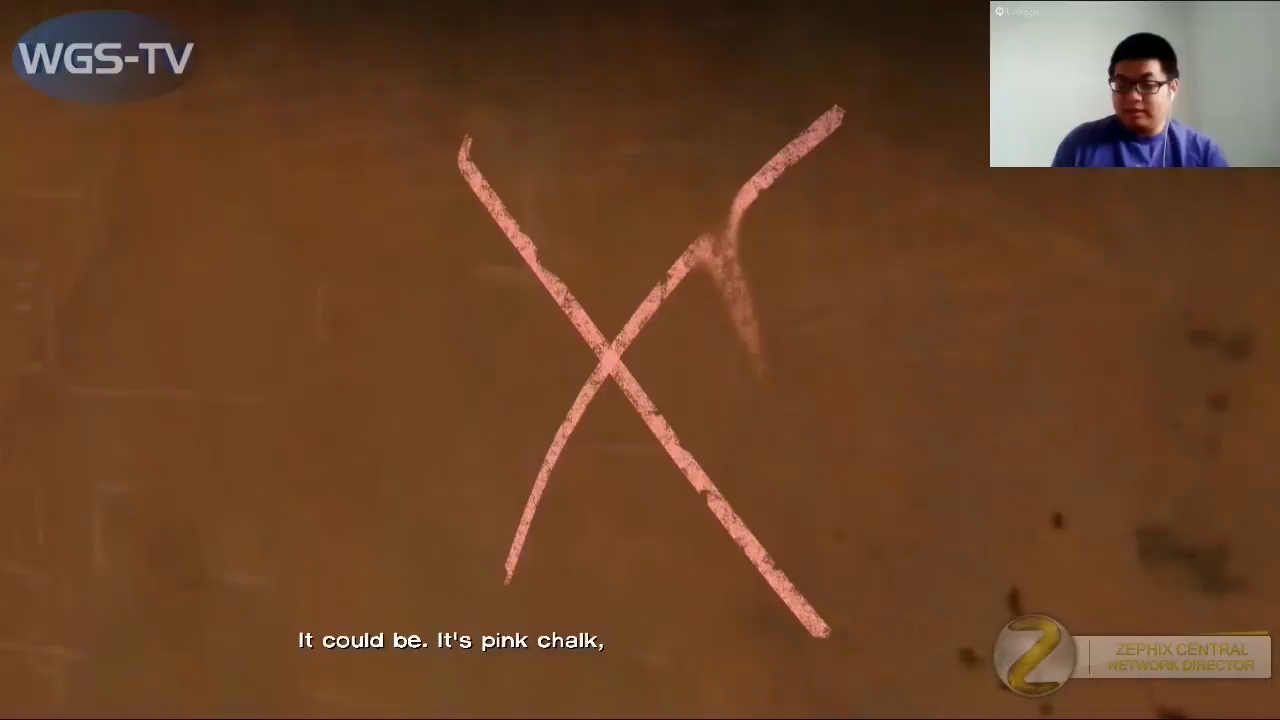 WGS-TV
It could be. It's pink chalk,
ZEPHIX CENTRAL
NETWORK DIRECTOR